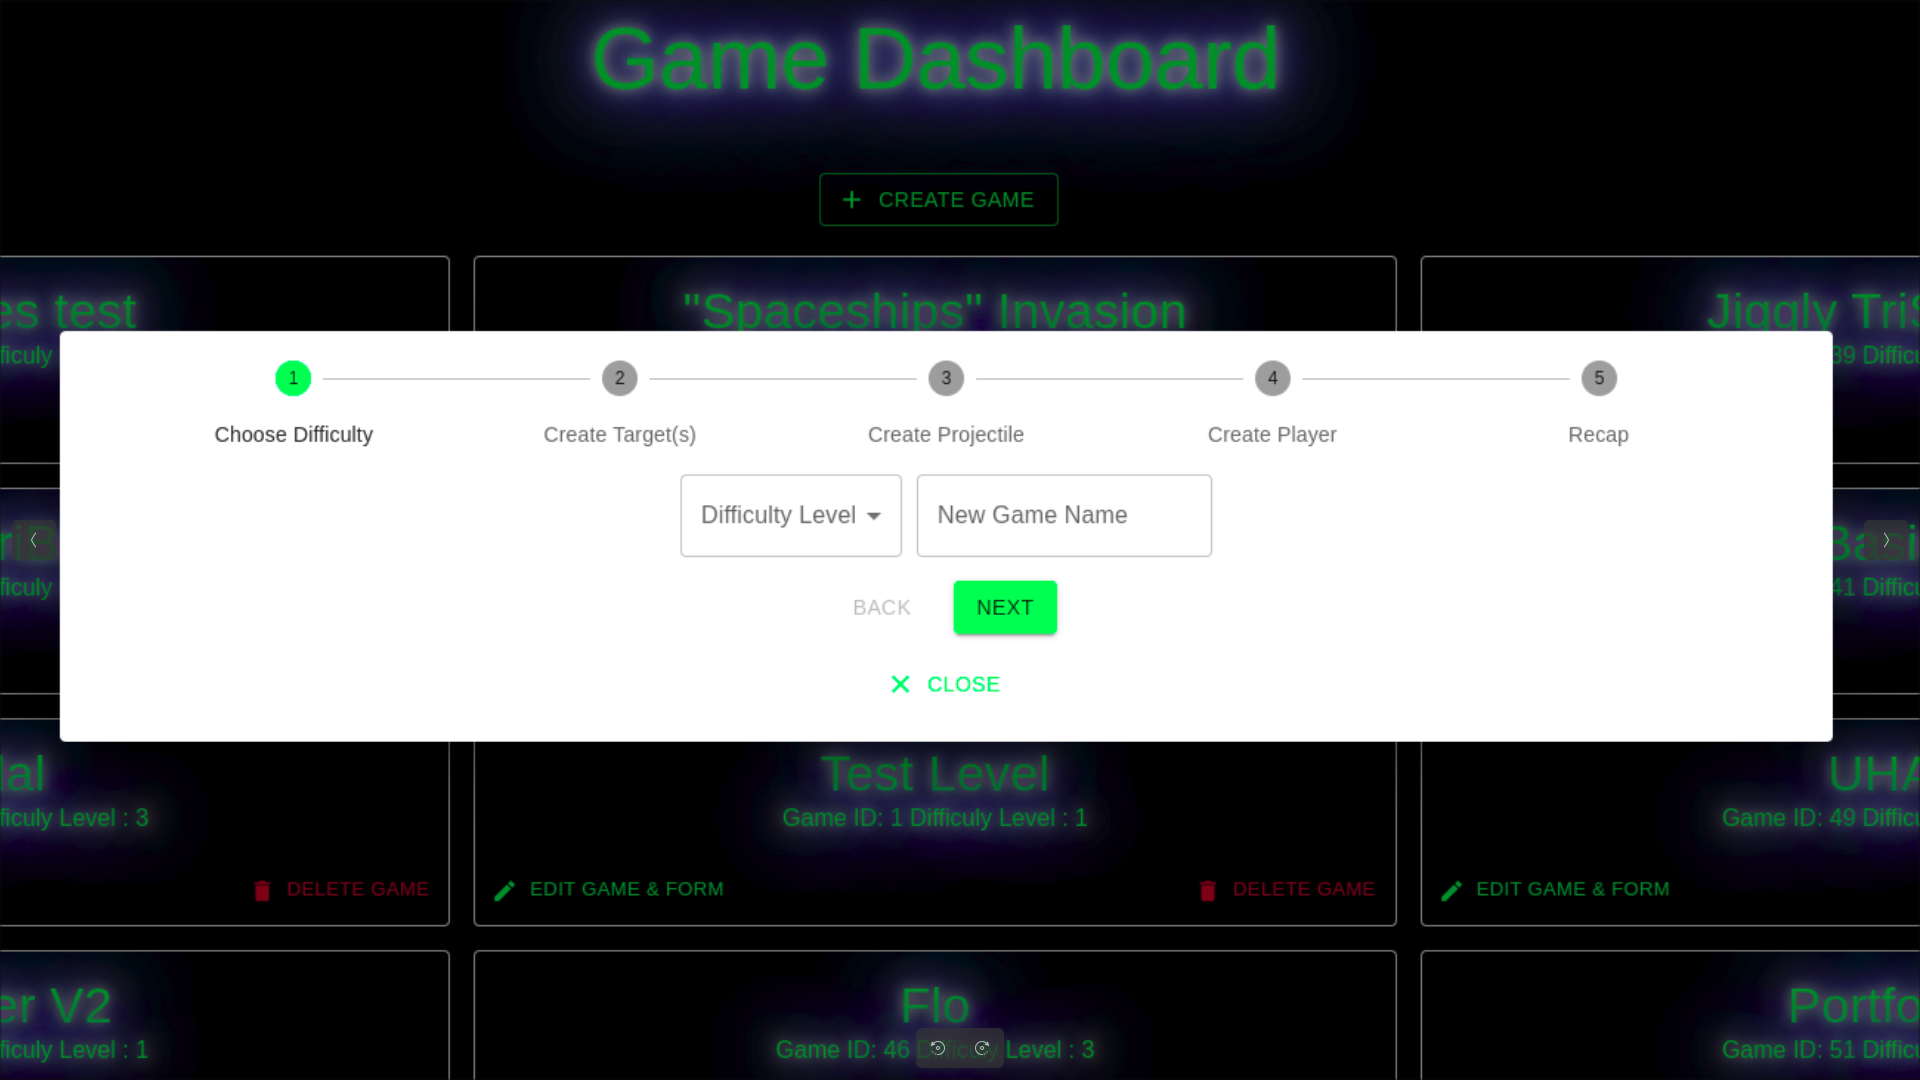 Game Dashboard
+ CREATE GAME
es test
"Spaceships" Invasion
Jiggly TriS
ficuly
39 Difficu
1
2
3
4
5
Choose Difficulty
Create Target(s)
Create Projectile
Create Player
Recap
Difficulty Level
New Game Name
riB
Basi
ficuly
41 Difficu
BACK
NEXT
CLOSE
al
Test Level
UHA
ficuly Level : 3
Game ID: 1 Difficuly Level : 1
Game ID: 49 Difficu
DELETE GAME
EDIT GAME & FORM
DELETE GAME
EDIT GAME & FORM
er V2
Flo
Portfo
ficuly Level : 1
Game ID: 46 Difficuly Level : 3
Game ID: 51 Difficu